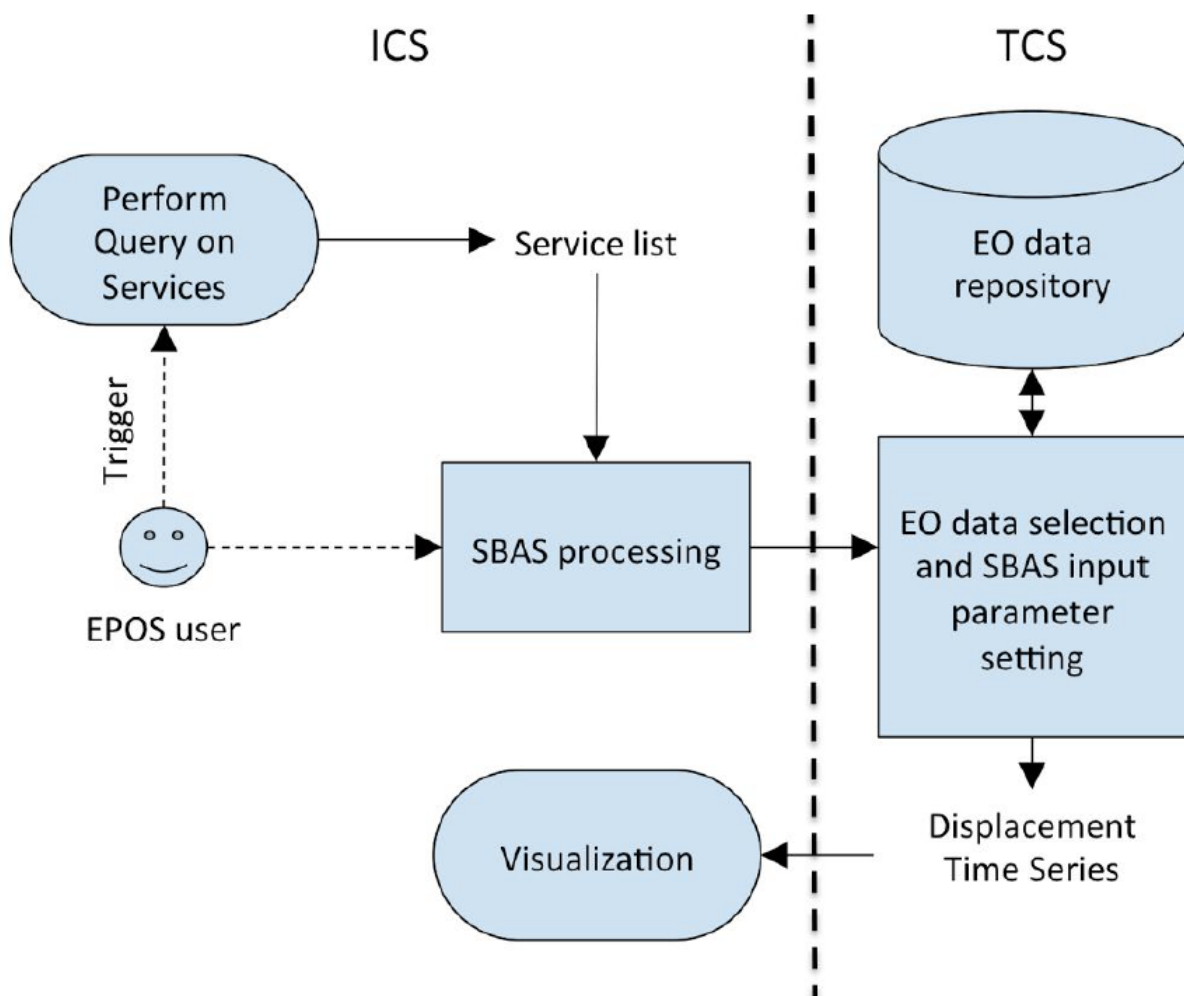 ICS
TCS
Perform
Query on
Services
Service list
EO data
repository
Trigger
EPOS user
SBAS processing
EO data selection
and SBAS input
parameter
setting
Visualization
Displacement
Time Series